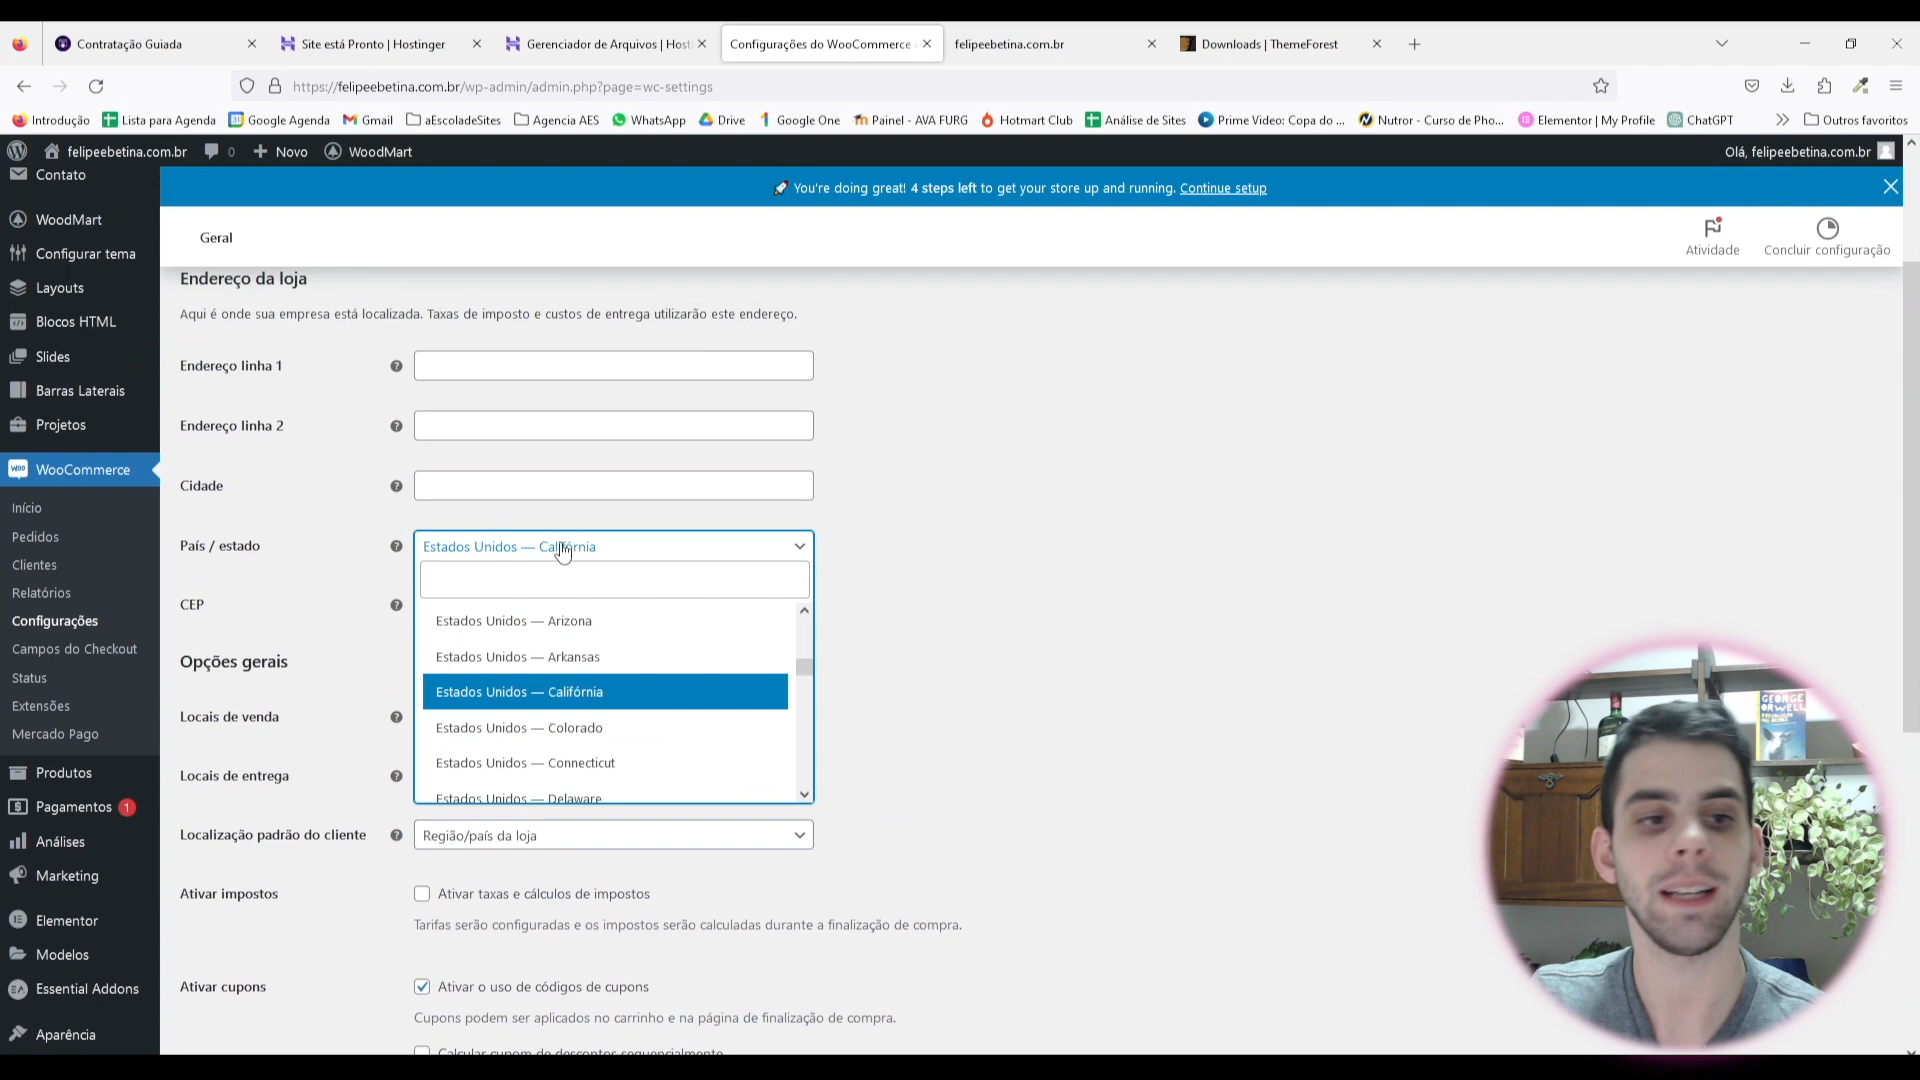 Contratação Guiada
Site está Pronto | Hostinger
Gerenciador de Arquivos | Host
Configurações do WooCommerce
felipeebetina.com.br
Downloads | ThemeForest
https://felipeebetina.com.br/wp-admin/admin.php?page=wc-settings
Introdução
Lista para Agenda
Google Agenda
Gmail
aEscoladeSites
Agencia AES
WhatsApp
Drive
Google One
Painel - AVA FURG
Hotmart Club
Análise de Sites
Prime Video: Copa do ...
Nutror - Curso de Pho...
Elementor | My Profile
ChatGPT
Outros favoritos
felipeebetina.com.br
0
Novo
WoodMart
Olá, felipeebetina.com.br
Contato
WoodMart
Configurar tema
Layouts
Blocos HTML
Slides
Barras Laterais
Projetos
WooCommerce
Início
Pedidos
Clientes
Relatórios
Configurações
Campos do Checkout
Status
Extensões
Mercado Pago
Produtos
Pagamentos 1
Análises
Marketing
Elementor
Modelos
Essential Addons
Aparência
You're doing great! 4 steps left to get your store up and running. Continue setup
Geral
Atividade
Concluir configuração
Endereço da loja
Aqui é onde sua empresa está localizada. Taxas de imposto e custos de entrega utilizarão este endereço.
Endereço linha 1
Endereço linha 2
Cidade
País / estado
Estados Unidos — Califórnia
CEP
Estados Unidos — Arizona
Estados Unidos — Arkansas
Estados Unidos — Califórnia
Estados Unidos — Colorado
Estados Unidos — Connecticut
Estados Unidos — Delaware
Opções gerais
Locais de venda
Locais de entrega
Localização padrão do cliente
Região/país da loja
Ativar impostos
Ativar taxas e cálculos de impostos
Tarifas serão configuradas e os impostos serão calculadas durante a finalização de compra.
Ativar cupons
Ativar o uso de códigos de cupons
Cupons podem ser aplicados no carrinho e na página de finalização de compra.
Calcular cupom de descontos sequencialmente
GEORGE
ORWELL